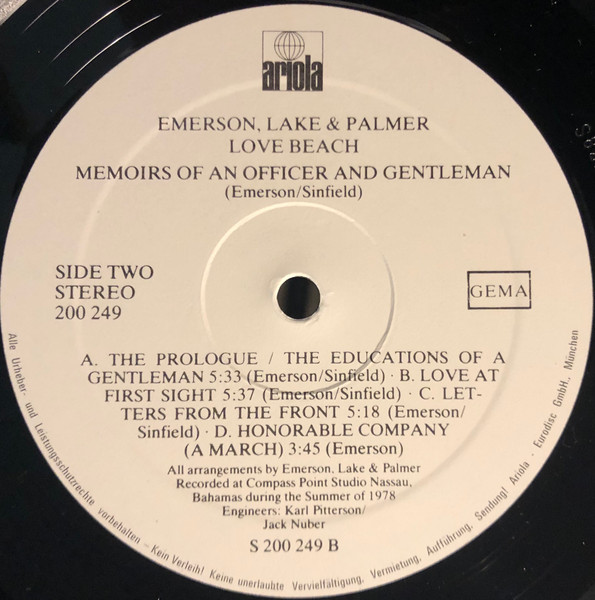 ariola
EMERSON, LAKE & PALMER
LOVE BEACH
MEMOIRS OF AN OFFICER AND GENTLEMAN
(Emerson/Sinfield)
SIDE TWO
STEREO
200 249
GEMA
A. THE PROLOGUE / THE EDUCATIONS OF A
GENTLEMAN 5:33 (Emerson/Sinfield) · B. LOVE AT
FIRST SIGHT 5:37 (Emerson/Sinfield) · C. LET-
TERS FROM THE FRONT 5:18 (Emerson/
Sinfield) · D. HONORABLE COMPANY
(A MARCH) 3:45 (Emerson)
All arrangements by Emerson, Lake & Palmer
Recorded at Compass Point Studio Nassau,
Bahamas during the Summer of 1978
Engineers: Karl Pitterson/
Jack Nuber
S 200 249 B
Alle Urheber- und Leistungsschutzrechte vorbehalten - Kein Verleih! Keine unerlaubte Vervielfältigung, Vermietung, Aufführung, Sendung! Ariola - Eurodisc GmbH., München